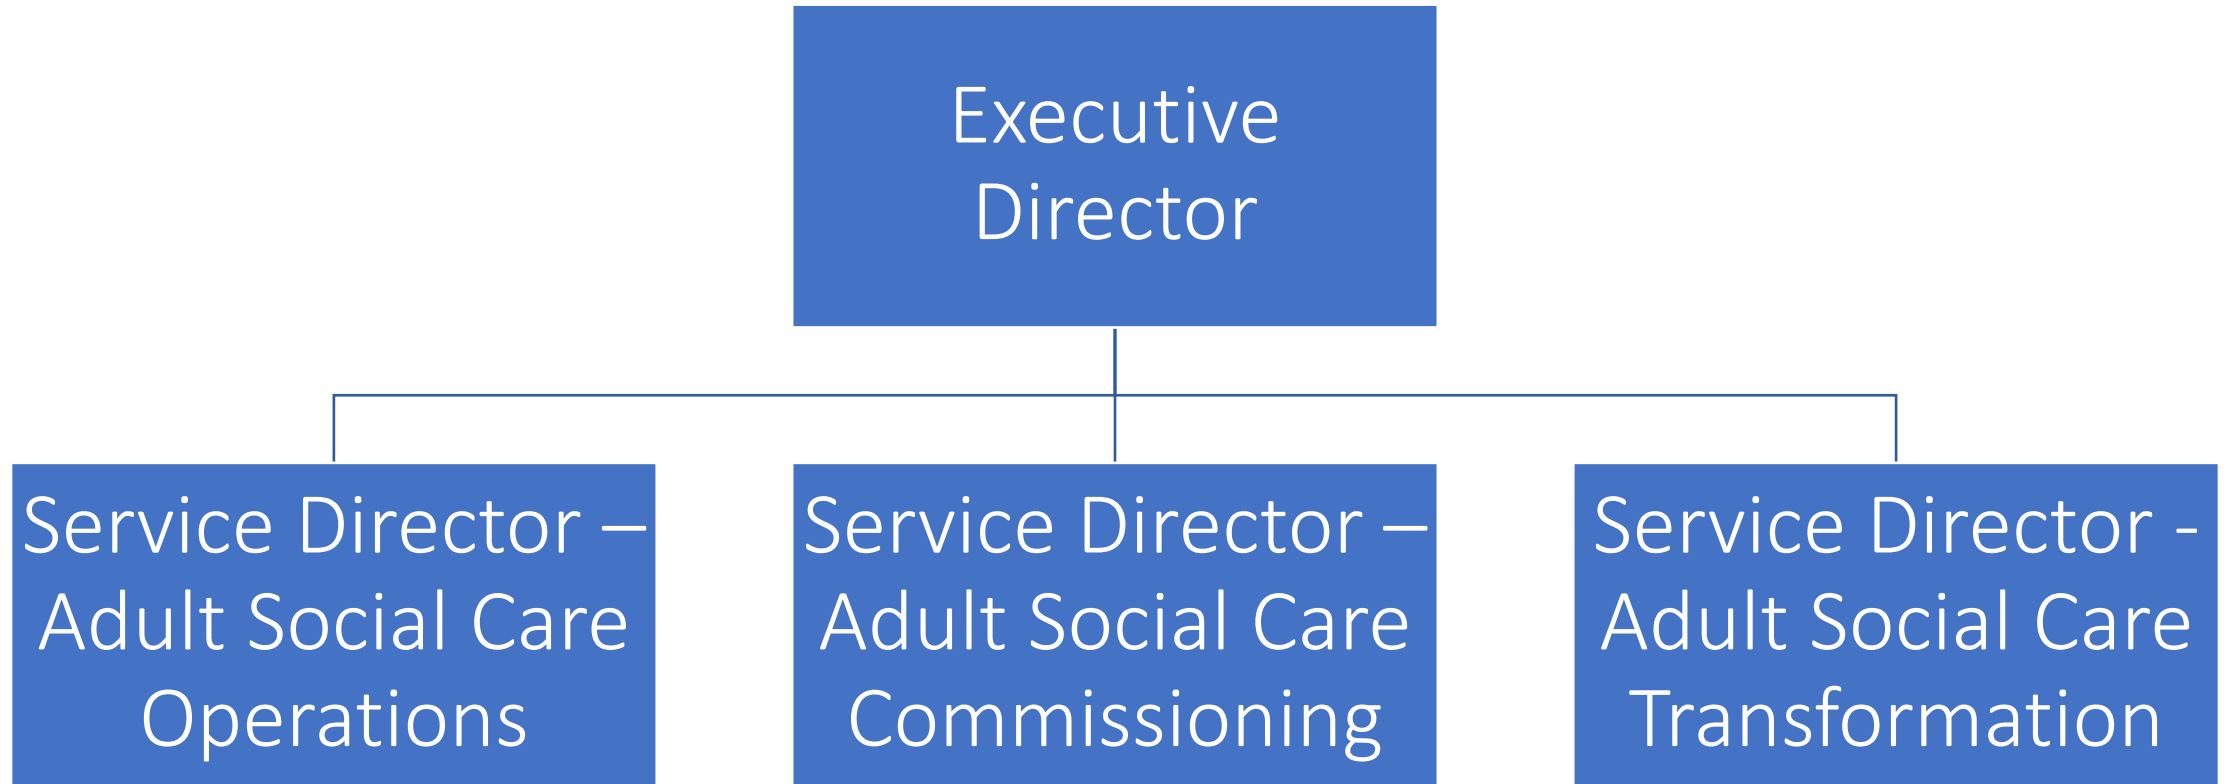 Executive
Director
Service Director –
Adult Social Care
Operations
Service Director –
Adult Social Care
Commissioning
Service Director -
Adult Social Care
Transformation